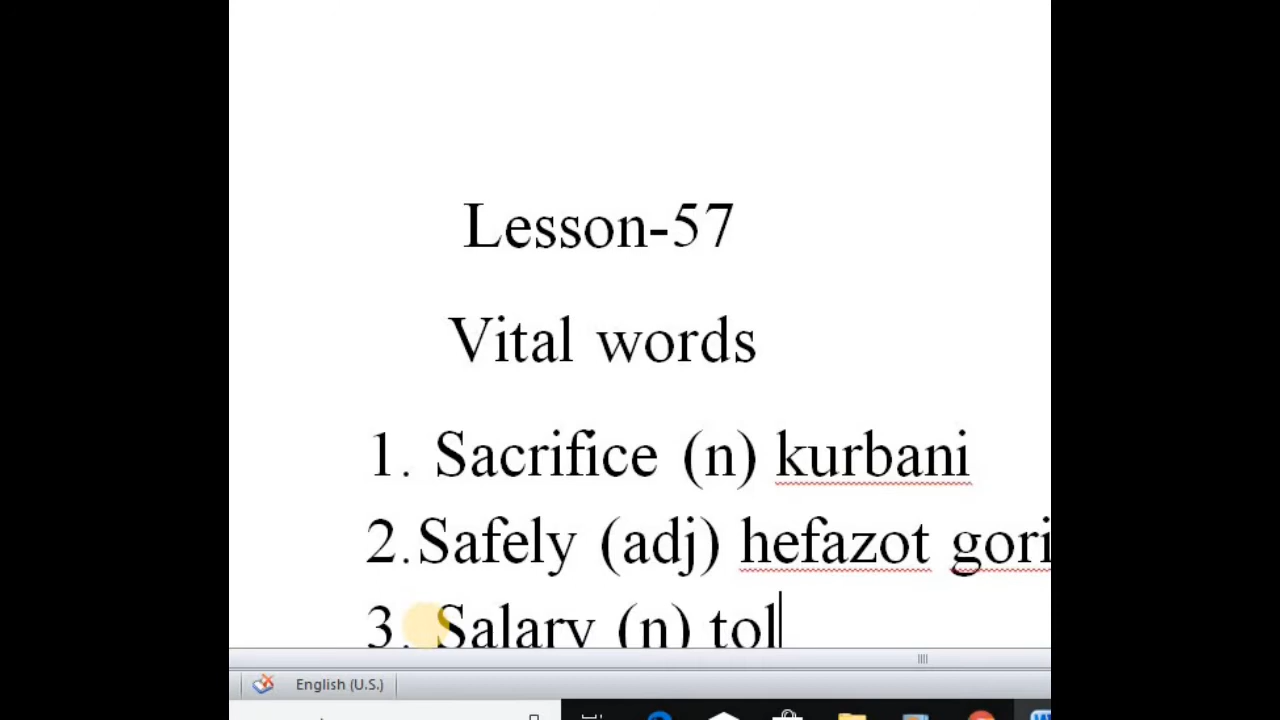 Lesson-57
Vital words
1. Sacrifice (n) kurbani
2.Safely (adj) hefazot gori
3. Salary (n) tol
English (U.S.)